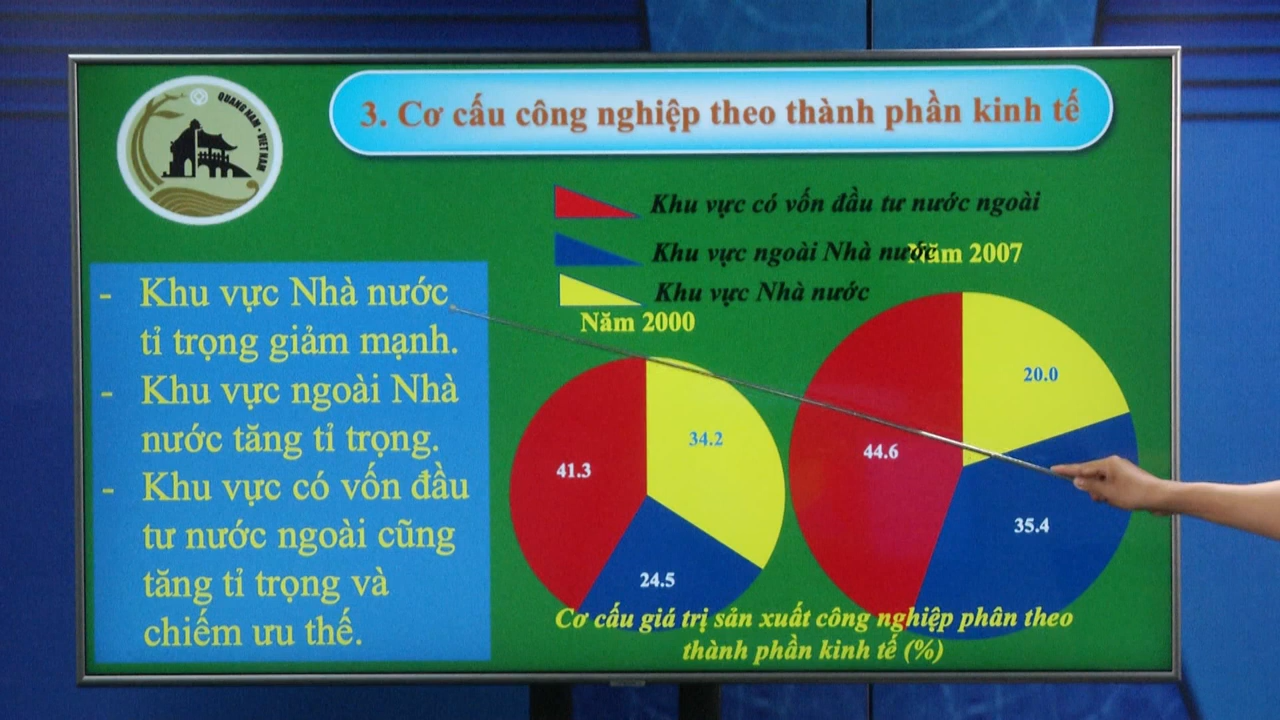 QUANG NAM - VIET NAM
3. Cơ cấu công nghiệp theo thành phần kinh tế
Khu vực có vốn đầu tư nước ngoài
Khu vực ngoài Nhà nước
Năm 2007
Khu vực Nhà nước
Năm 2000
- Khu vực Nhà nước
tỉ trọng giảm mạnh.
- Khu vực ngoài Nhà
nước tăng tỉ trọng.
- Khu vực có vốn đầu
tư nước ngoài cũng
tăng tỉ trọng và
chiếm ưu thế.
41.3
34.2
24.5
44.6
20.0
35.4
Cơ cấu giá trị sản xuất công nghiệp phân theo
thành phần kinh tế (%)